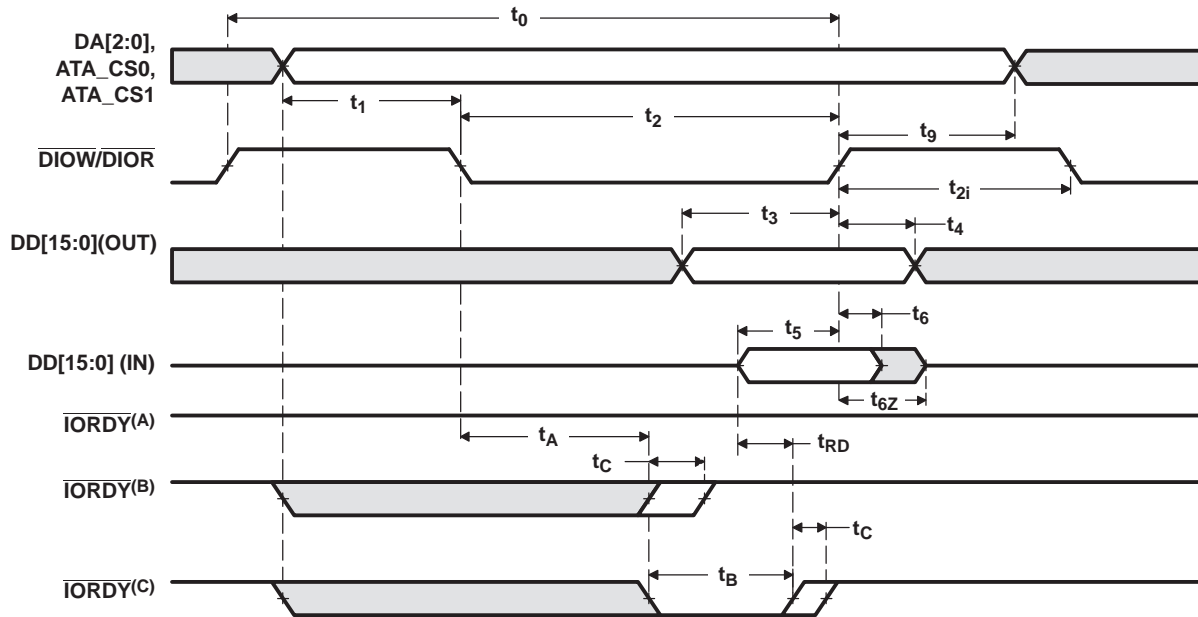 t0
DA[2:0],
ATA_CS0,
ATA_CS1
t1
t2
t9
DIOW/DIOR
t2i
t3
t4
DD[15:0](OUT)
t6
t5
DD[15:0] (IN)
t6Z
IORDY(A)
tA
tRD
tC
IORDY(B)
tC
tB
IORDY(C)